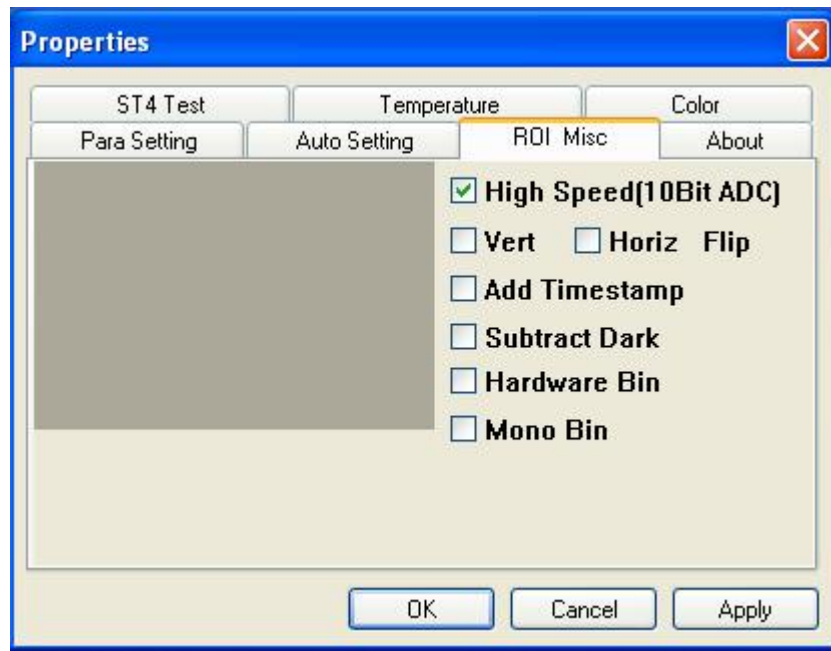 Properties
ST4 Test Temperature Color
Para Setting Auto Setting ROI Misc About
High Speed(10Bit ADC)
Vert Horiz Flip
Add Timestamp
Subtract Dark
Hardware Bin
Mono Bin
OK Cancel Apply